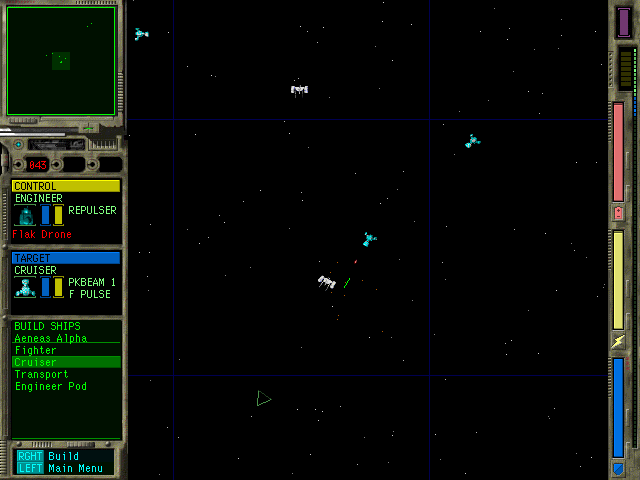 043
CONTROL
ENGINEER
REPULSER
Flak Drone
TARGET
CRUISER
PKBEAM 1
F PULSE
BUILD SHIPS
Aeneas Alpha
Fighter
Cruiser
Transport
Engineer Pod
RGHT Build
LEFT Main Menu